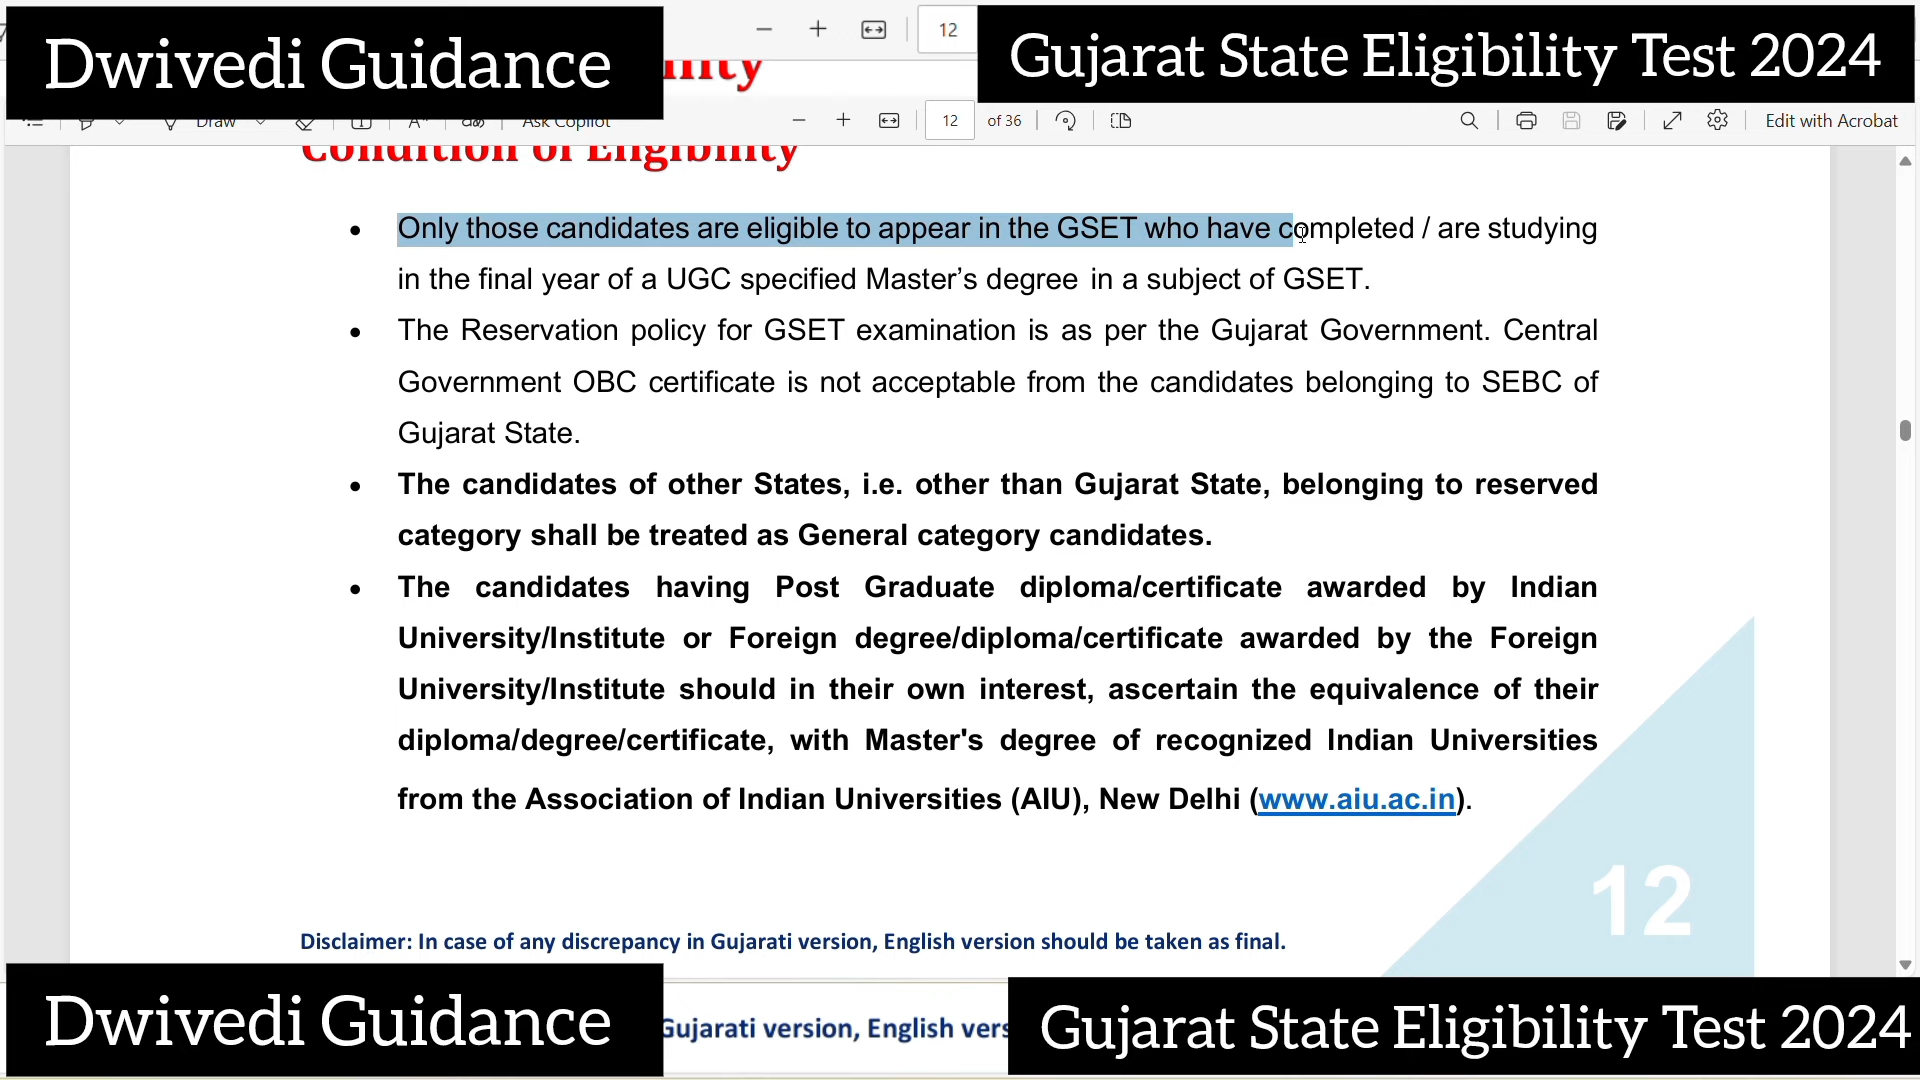 Dwivedi Guidance
12
Gujarat State Eligibility Test 2024
Draw
Ask Copilot
12 of 36
Edit with Acrobat
Condition of Eligibility
• Only those candidates are eligible to appear in the GSET who have completed / are studying
in the final year of a UGC specified Master’s degree in a subject of GSET.
• The Reservation policy for GSET examination is as per the Gujarat Government. Central
Government OBC certificate is not acceptable from the candidates belonging to SEBC of
Gujarat State.
• The candidates of other States, i.e. other than Gujarat State, belonging to reserved
category shall be treated as General category candidates.
• The candidates having Post Graduate diploma/certificate awarded by Indian
University/Institute or Foreign degree/diploma/certificate awarded by the Foreign
University/Institute should in their own interest, ascertain the equivalence of their
diploma/degree/certificate, with Master's degree of recognized Indian Universities
from the Association of Indian Universities (AIU), New Delhi (www.aiu.ac.in).
12
Disclaimer: In case of any discrepancy in Gujarati version, English version should be taken as final.
Dwivedi Guidance
Gujarati version, English vers
Gujarat State Eligibility Test 2024